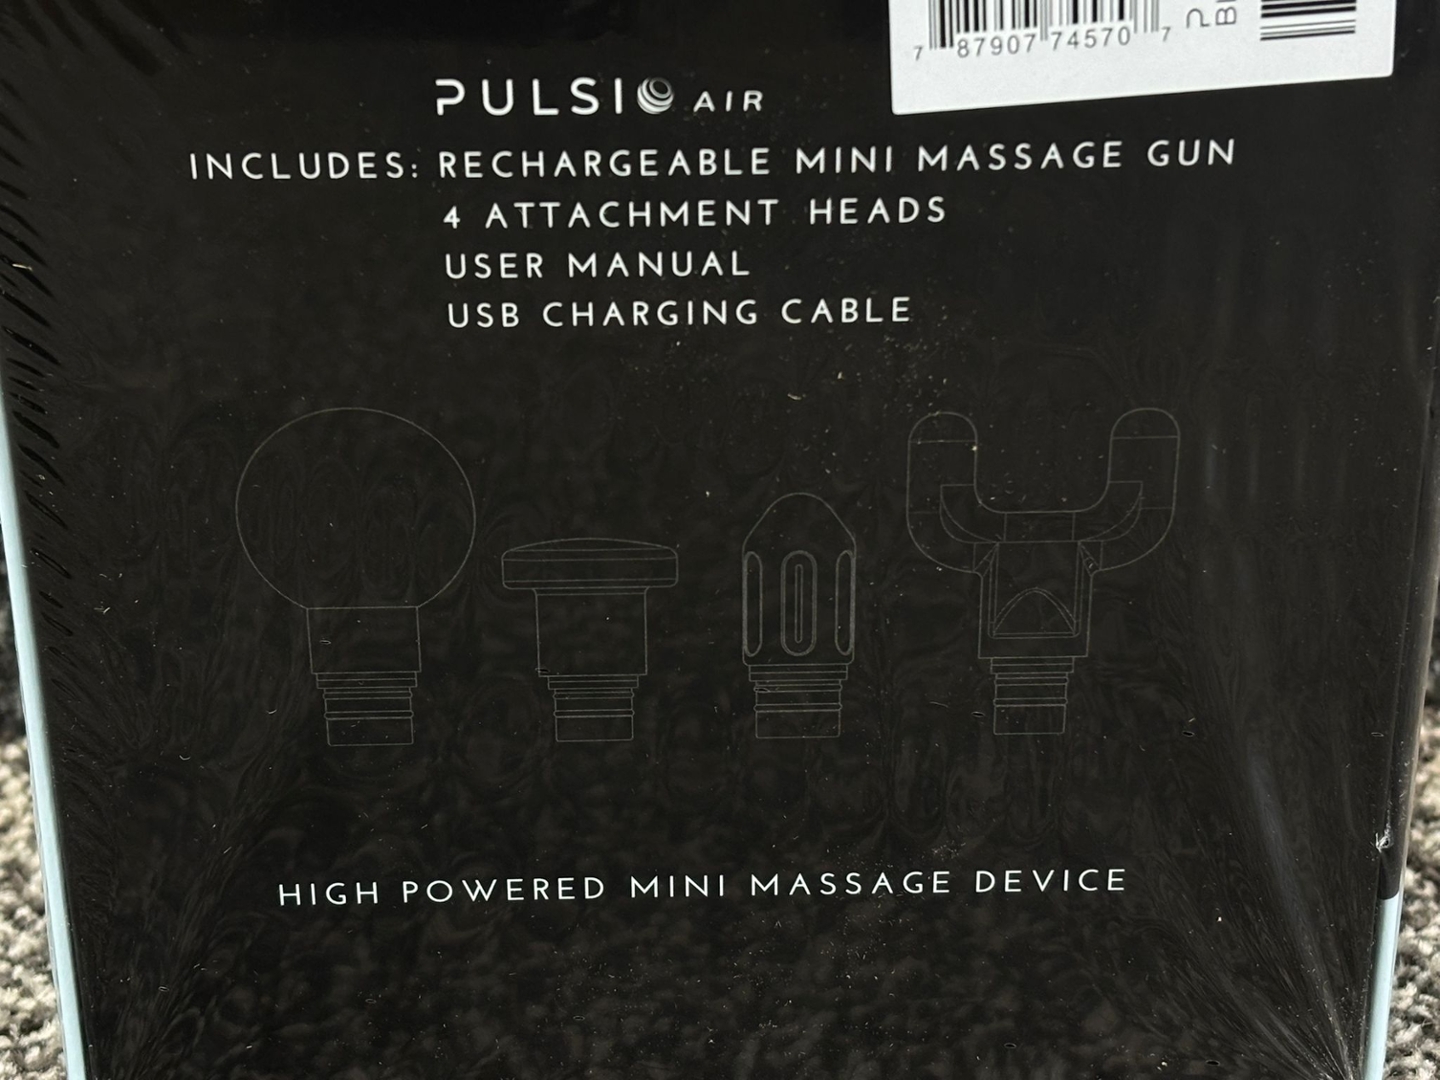 7 87907 74570 7
PULSIO AIR
INCLUDES: RECHARGEABLE MINI MASSAGE GUN
4 ATTACHMENT HEADS
USER MANUAL
USB CHARGING CABLE
HIGH POWERED MINI MASSAGE DEVICE